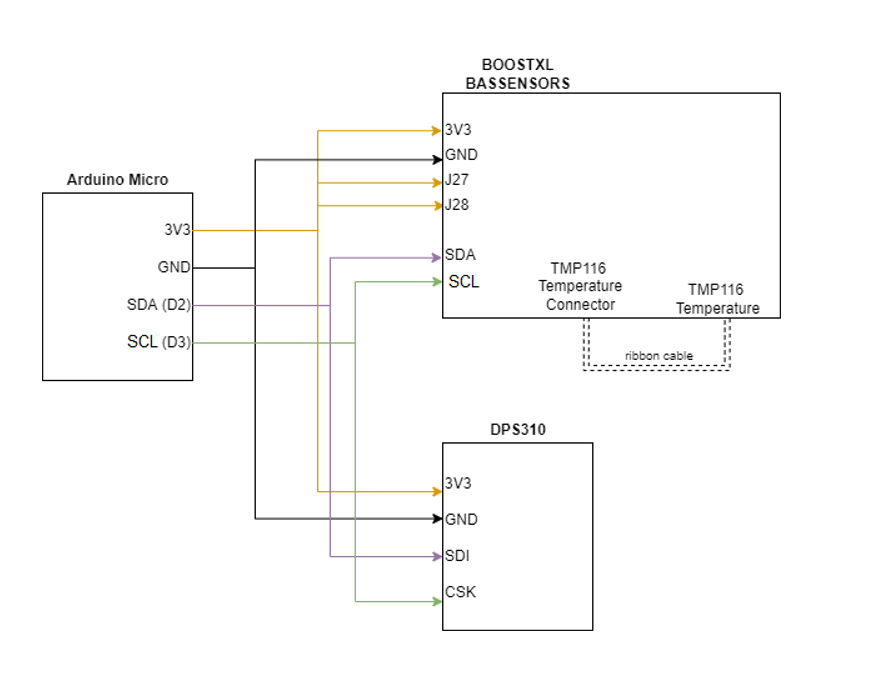 BOOSTXL
BASSENSORS
3V3
GND
J27
J28
SDA
SCL
TMP116
Temperature
Connector
TMP116
Temperature
ribbon cable
Arduino Micro
3V3
GND
SDA (D2)
SCL (D3)
DPS310
3V3
GND
SDI
CSK